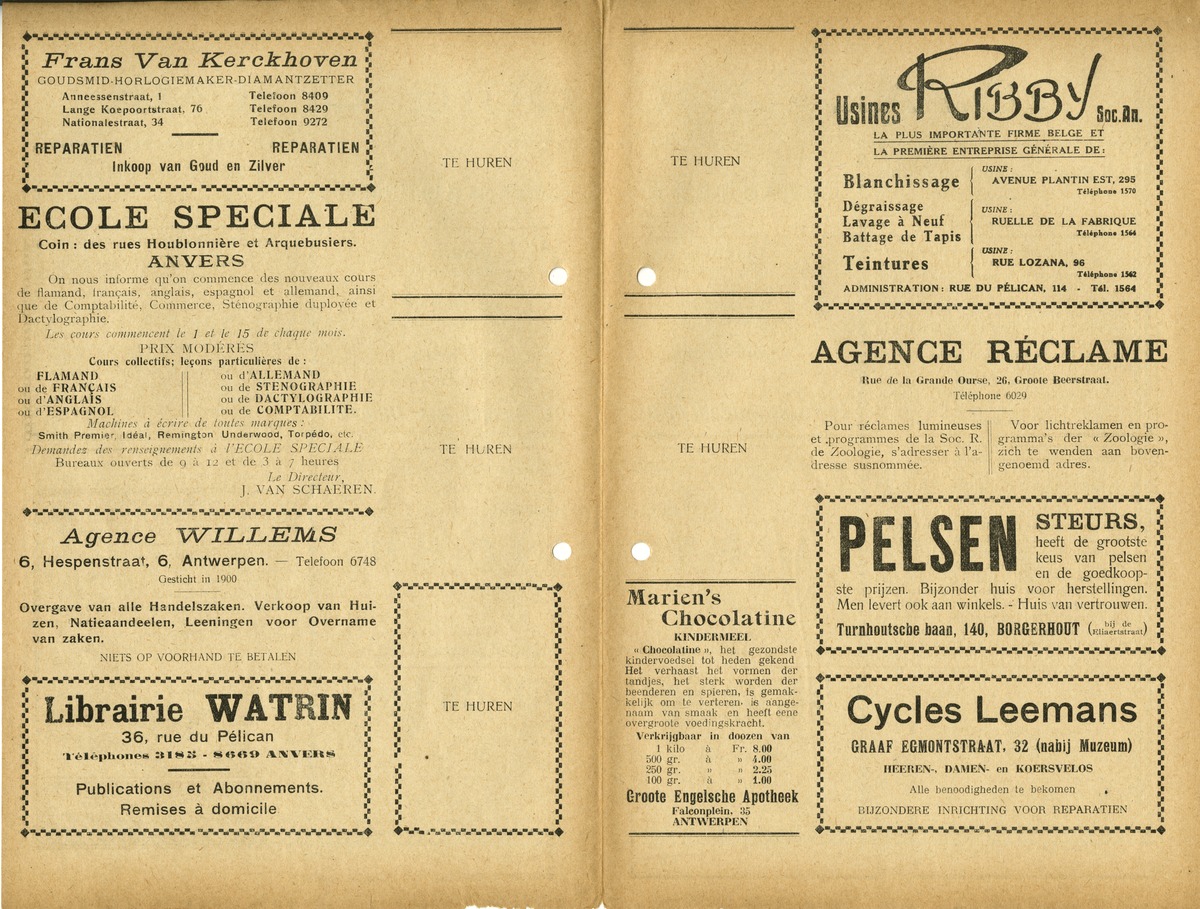 Frans Van Kerckhoven
GOUDSMID-HORLOGIEMAKER-DIAMANTZETTER
Anneessenstraat, 1 Telefoon 8409
Lange Koepoortstraat, 76 Telefoon 8429
Nationalestraat, 34 Telefoon 9272
REPARATIEN REPARATIEN
Inkoop van Goud en Zilver
ECOLE SPECIALE
Coin : des rues Houblonnière et Arquebusiers.
ANVERS
On nous informe qu'on commence des nouveaux cours
de flamand, français, anglais, espagnol et allemand, ainsi
que de Comptabilité, Commerce, Sténographie duployée et
Dactylographie.
Les cours commencent le 1 et le 15 de chaque mois.
PRIX MODÉRÉS
Cours collectifs; leçons particulières de :
FLAMAND ou d'ALLEMAND
ou de FRANÇAIS ou de STENOGRAPHIE
ou d'ANGLAIS ou de DACTYLOGRAPHIE
ou d'ESPAGNOL ou de COMPTABILITE.
Machines à écrire de toutes marques :
Smith Premier, Idéal, Remington Underwood, Torpédo, etc.
Demandez des renseignements à l'ECOLE SPECIALE
Bureaux ouverts de 9 à 12 et de 3 à 7 heures
Le Directeur,
J. VAN SCHAEREN.
Agence WILLEMS
6, Hespenstraat, 6, Antwerpen. — Telefoon 6748
Gesticht in 1900
Overgave van alle Handelszaken. Verkoop van Hui-
zen, Natieaandeelen, Leeningen voor Overname
van zaken.
NIETS OP VOORHAND TE BETALEN
Librairie WATRIN
36, rue du Pélican
Téléphones 3183 - 8669 ANVERS
Publications et Abonnements.
Remises à domicile
TE HUREN
TE HUREN
TE HUREN
TE HUREN
TE HUREN
Marien's
Chocolatine
KINDERMEEL
« Chocolatine », het gezondste
kindervoedsel tot heden gekend
Het verhaast het vormen der
tandjes, het sterk worden der
beenderen en spieren, is gemak-
kelijk om te verteren, is aange-
naam van smaak en heeft eene
overgroote voedingskracht.
Verkrijgbaar in doozen van
1 kilo à Fr. 8.00
500 gr. à » 4.00
250 gr. » » 2.25
100 gr. à » 1.00
Groote Engelsche Apotheek
Falconplein, 35
ANTWERPEN
Usines RIBBY Soc. An.
LA PLUS IMPORTANTE FIRME BELGE ET
LA PREMIÈRE ENTREPRISE GÉNÉRALE DE :
Blanchissage
USINE :
AVENUE PLANTIN EST, 295
Téléphone 1570
Dégraissage
Lavage à Neuf
Battage de Tapis
USINE :
RUELLE DE LA FABRIQUE
Téléphone 1564
Teintures
USINE :
RUE LOZANA, 96
Téléphone 1562
ADMINISTRATION : RUE DU PÉLICAN, 114 - Tél. 1564
AGENCE RÉCLAME
Rue de la Grande Ourse, 26, Groote Beerstraat.
Téléphone 6029
Pour réclames lumineuses
et programmes de la Soc. R.
de Zoologie, s'adresser à l'a-
dresse susnommée.
Voor lichtreklamen en pro-
gramma's der « Zoologie »,
zich te wenden aan boven-
genoemd adres.
PELSEN STEURS,
heeft de grootste
keus van pelsen
en de goedkoop-
ste prijzen. Bijzonder huis voor herstellingen.
Men levert ook aan winkels. - Huis van vertrouwen.
Turnhoutsche baan, 140, BORGERHOUT (bij de Eliaertstraat)
Cycles Leemans
GRAAF EGMONTSTRAAT, 32 (nabij Muzeum)
HEEREN-, DAMEN- en KOERSVELOS
Alle benoodigheden te bekomen
BIJZONDERE INRICHTING VOOR REPARATIEN